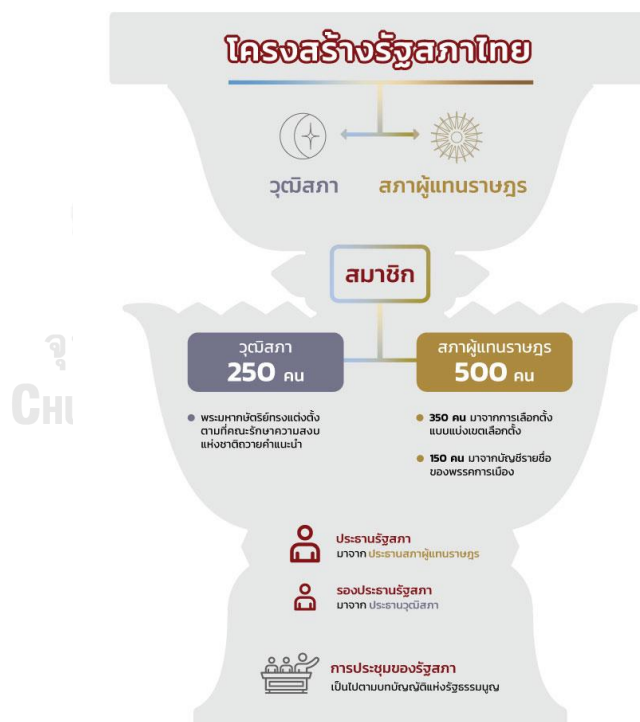 โครงสร้างรัฐสภาไทย
วุฒิสภา
สภาผู้แทนราษฎร
สมาชิก
วุฒิสภา
250 คน
สภาผู้แทนราษฎร
500 คน
พระมหากษัตริย์ทรงแต่งตั้ง
ตามที่คณะรักษาความสงบ
แห่งชาติถวายคำแนะนำ
350 คน มาจากการเลือกตั้ง
แบบแบ่งเขตเลือกตั้ง
150 คน มาจากบัญชีรายชื่อ
ของพรรคการเมือง
ประธานรัฐสภา
มาจาก ประธานสภาผู้แทนราษฎร
รองประธานรัฐสภา
มาจาก ประธานวุฒิสภา
การประชุมของรัฐสภา
เป็นไปตามบทบัญญัติแห่งรัฐธรรมนูญ